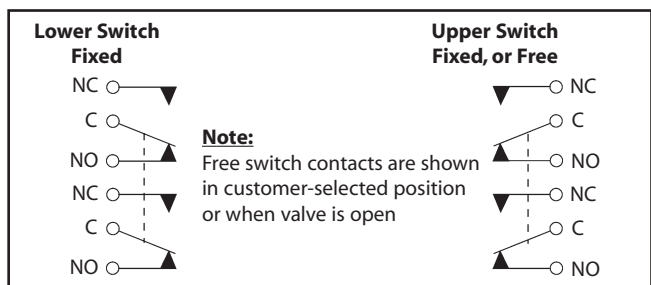 Lower Switch
Fixed
NC
C
NO
NC
C
NO
Note:
Free switch contacts are shown
in customer-selected position
or when valve is open
Upper Switch
Fixed, or Free
NC
C
NO
NC
C
NO